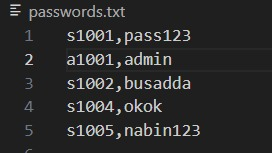 passwords.txt
1 s1001,pass123
2 a1001,admin
3 s1002,busadda
4 s1004,okok
5 s1005,nabin123